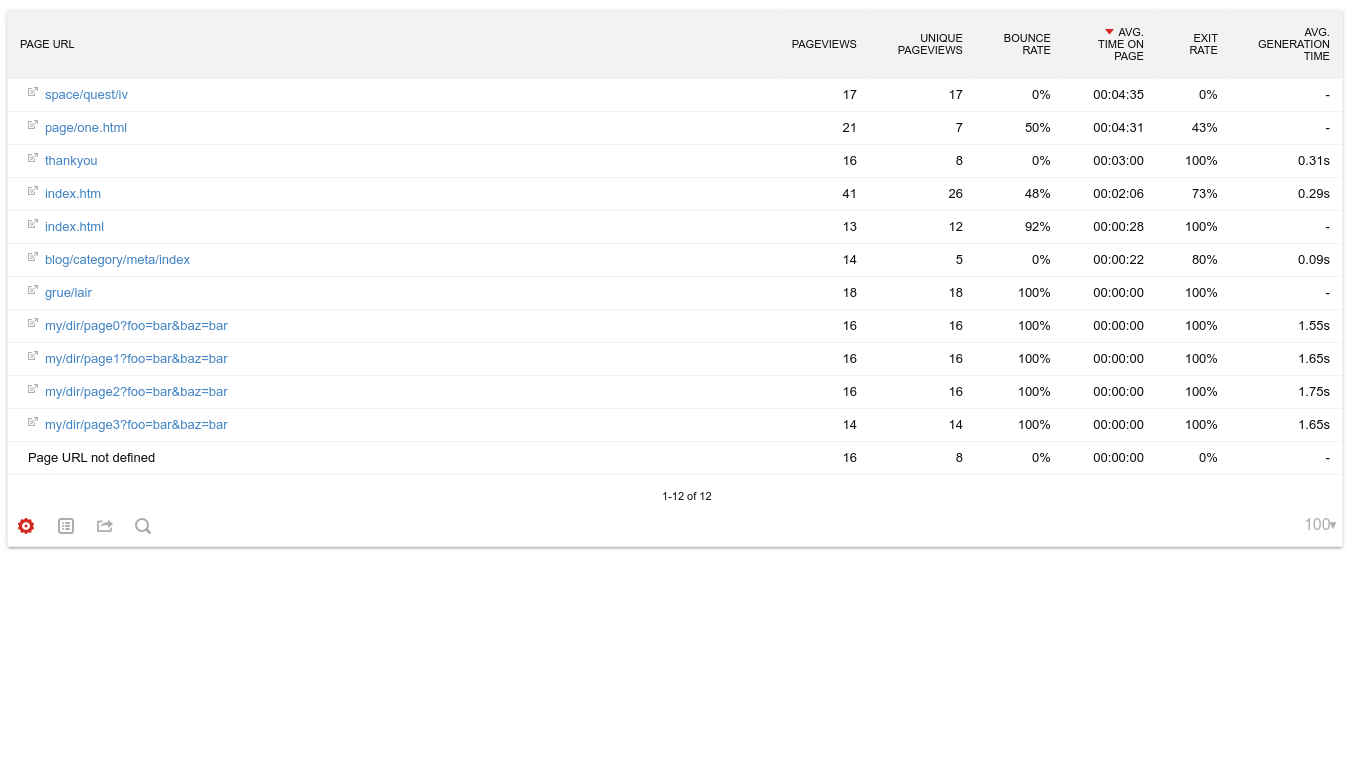 PAGE URL PAGEVIEWS UNIQUE PAGEVIEWS BOUNCE RATE AVG. TIME ON PAGE EXIT RATE AVG. GENERATION TIME
space/quest/iv 17 17 0% 00:04:35 0% -
page/one.html 21 7 50% 00:04:31 43% -
thankyou 16 8 0% 00:03:00 100% 0.31s
index.htm 41 26 48% 00:02:06 73% 0.29s
index.html 13 12 92% 00:00:28 100% -
blog/category/meta/index 14 5 0% 00:00:22 80% 0.09s
grue/lair 18 18 100% 00:00:00 100% -
my/dir/page0?foo=bar&baz=bar 16 16 100% 00:00:00 100% 1.55s
my/dir/page1?foo=bar&baz=bar 16 16 100% 00:00:00 100% 1.65s
my/dir/page2?foo=bar&baz=bar 16 16 100% 00:00:00 100% 1.75s
my/dir/page3?foo=bar&baz=bar 14 14 100% 00:00:00 100% 1.65s
Page URL not defined 16 8 0% 00:00:00 0% -
1-12 of 12
100